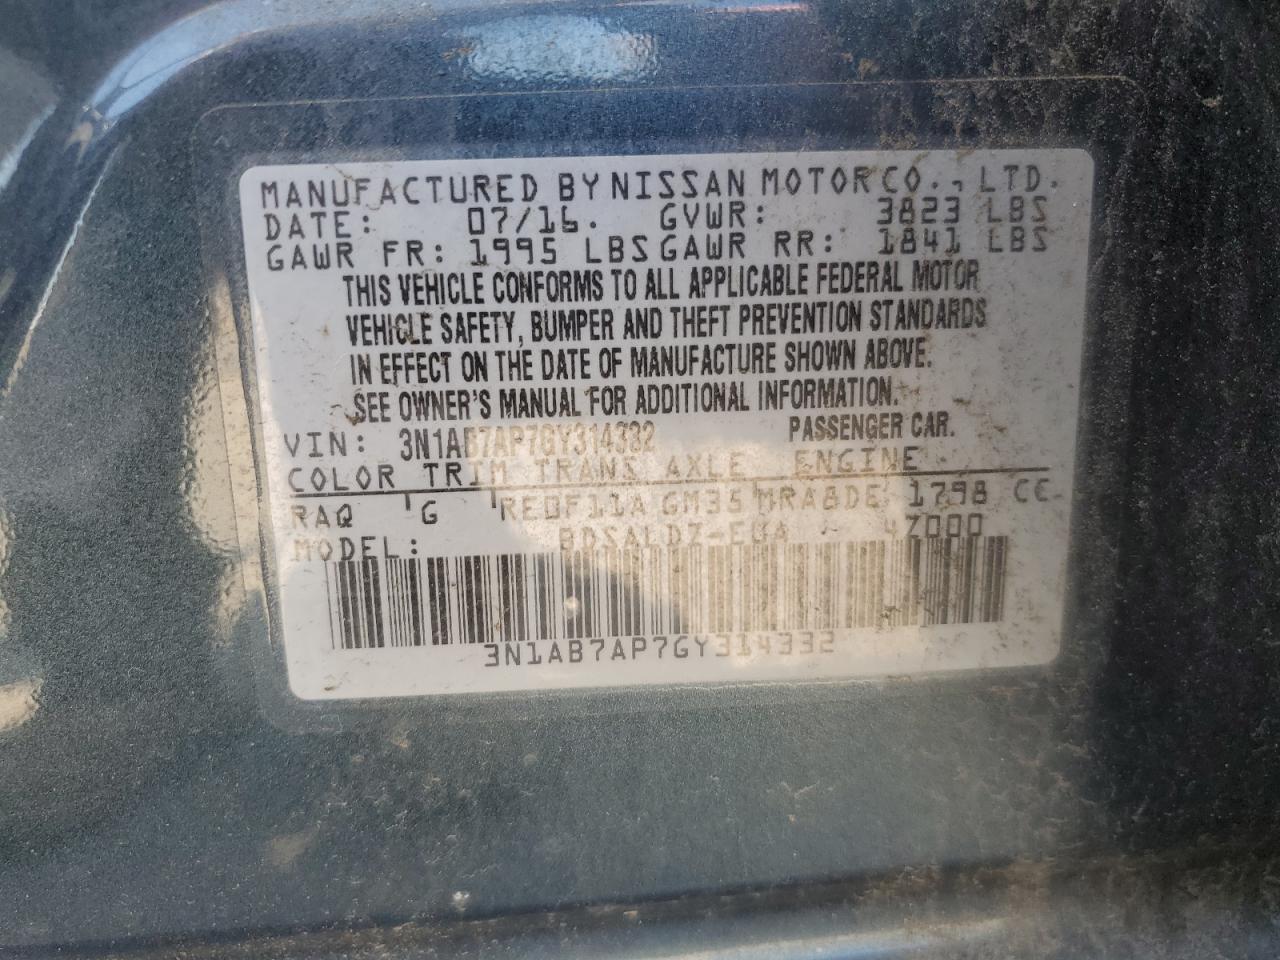 MANUFACTURED BY NISSAN MOTOR CO., LTD.
DATE: 07/16. GVWR: 3823 LBS
GAWR FR: 1995 LBS GAWR RR: 1841 LBS
THIS VEHICLE CONFORMS TO ALL APPLICABLE FEDERAL MOTOR
VEHICLE SAFETY, BUMPER AND THEFT PREVENTION STANDARDS
IN EFFECT ON THE DATE OF MANUFACTURE SHOWN ABOVE.
SEE OWNER'S MANUAL FOR ADDITIONAL INFORMATION.
VIN: 3N1AB7AP7GY314332 PASSENGER CAR.
COLOR TRIM TRANS AXLE ENGINE
RAQ G RE0F11A GM35 MRA8DE 1798 CC
MODEL: BDSALDZ-EUA - 4Z000
3N1AB7AP7GY314332